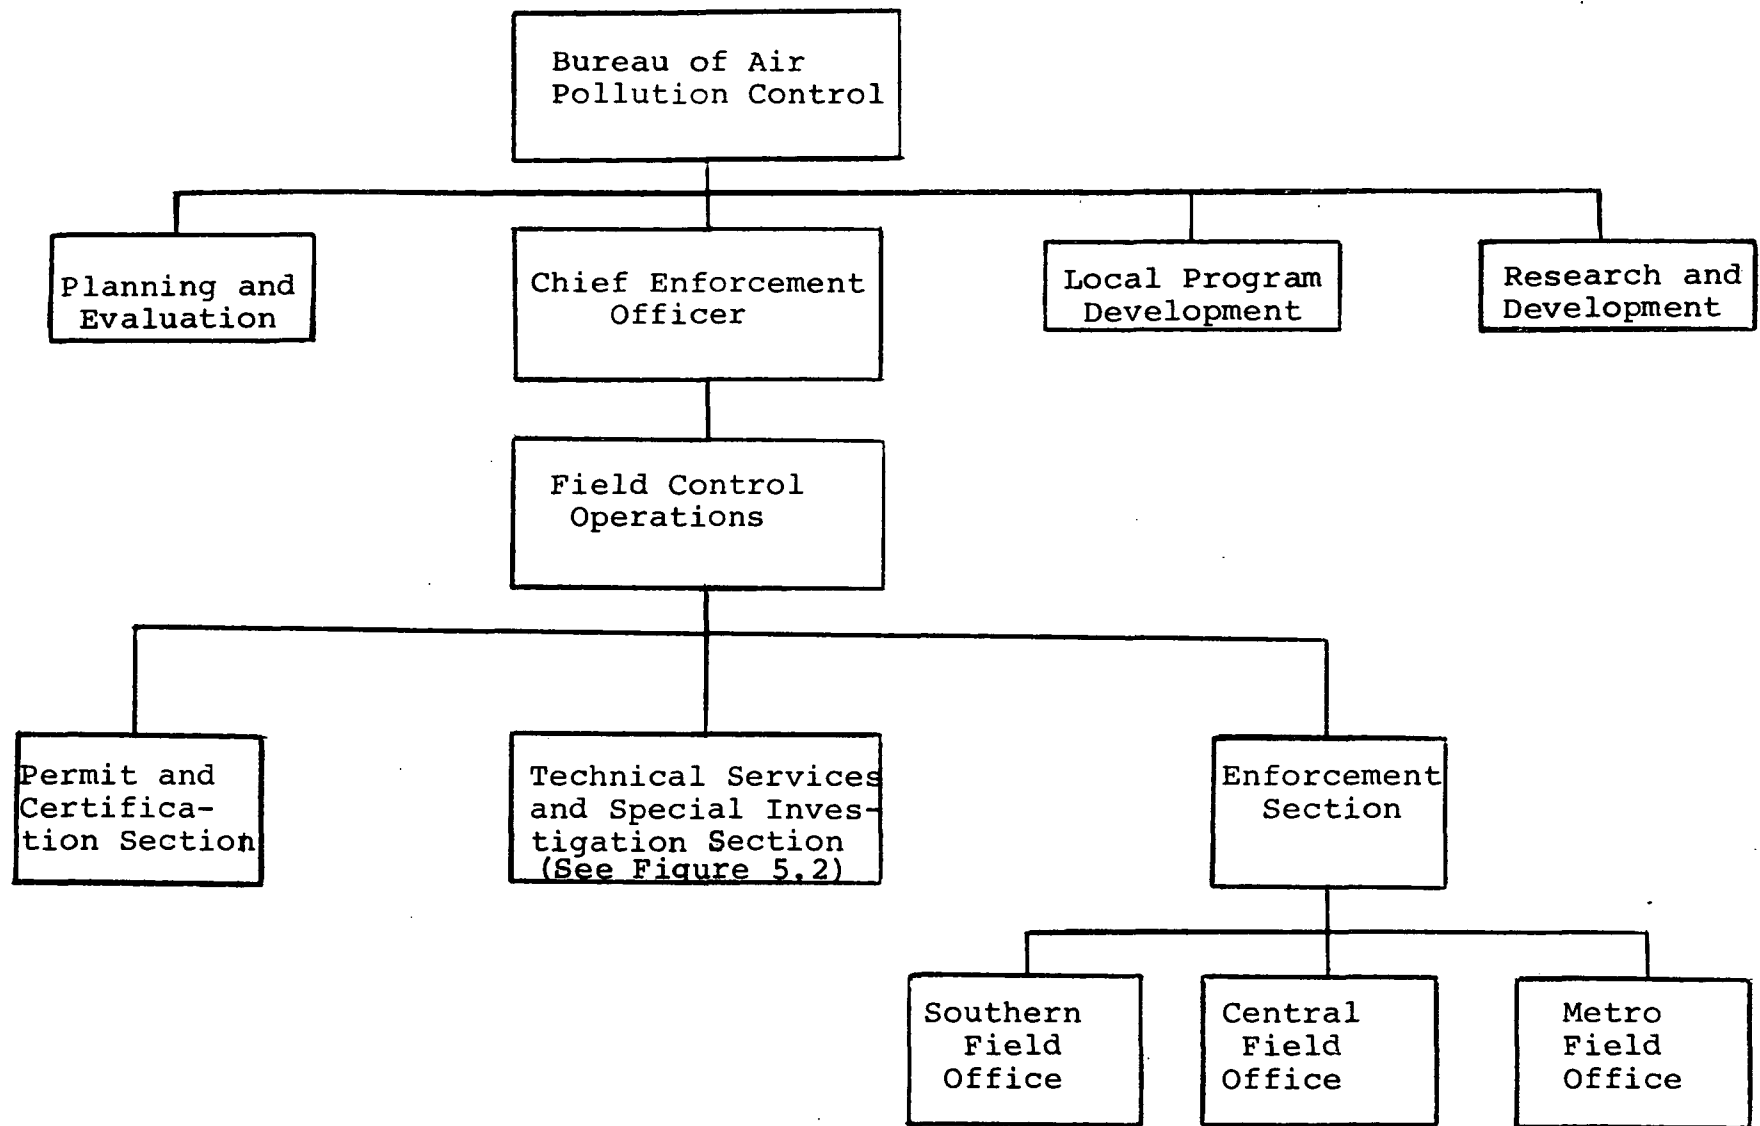 Bureau of Air
Pollution Control
Planning and
Evaluation
Chief Enforcement
Officer
Local Program
Development
Research and
Development
Field Control
Operations
Permit and
Certifica-
tion Section
Technical Services
and Special Inves-
tigation Section
(See Figure 5.2)
Enforcement
Section
Southern
Field
Office
Central
Field
Office
Metro
Field
Office